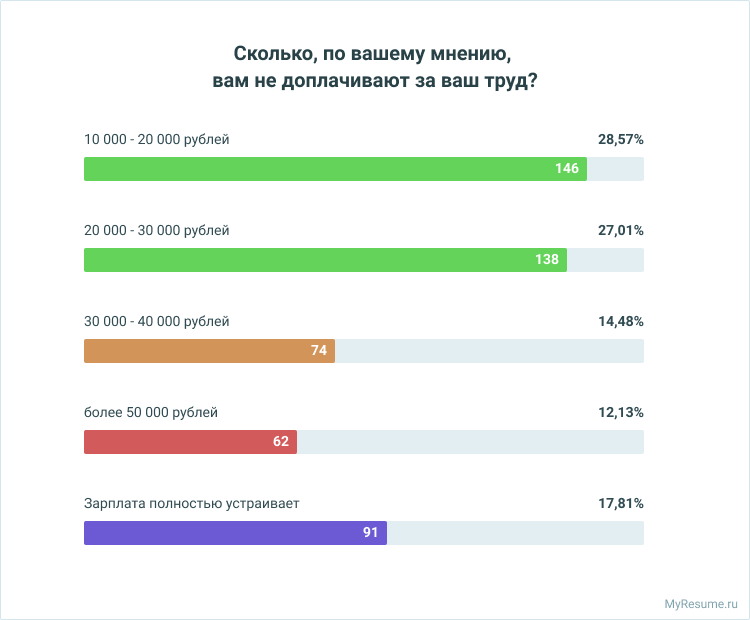 Сколько, по вашему мнению,
вам не доплачивают за ваш труд?
10 000 - 20 000 рублей 28,57%
146
20 000 - 30 000 рублей 27,01%
138
30 000 - 40 000 рублей 14,48%
74
более 50 000 рублей 12,13%
62
Зарплата полностью устраивает 17,81%
91
MyResume.ru